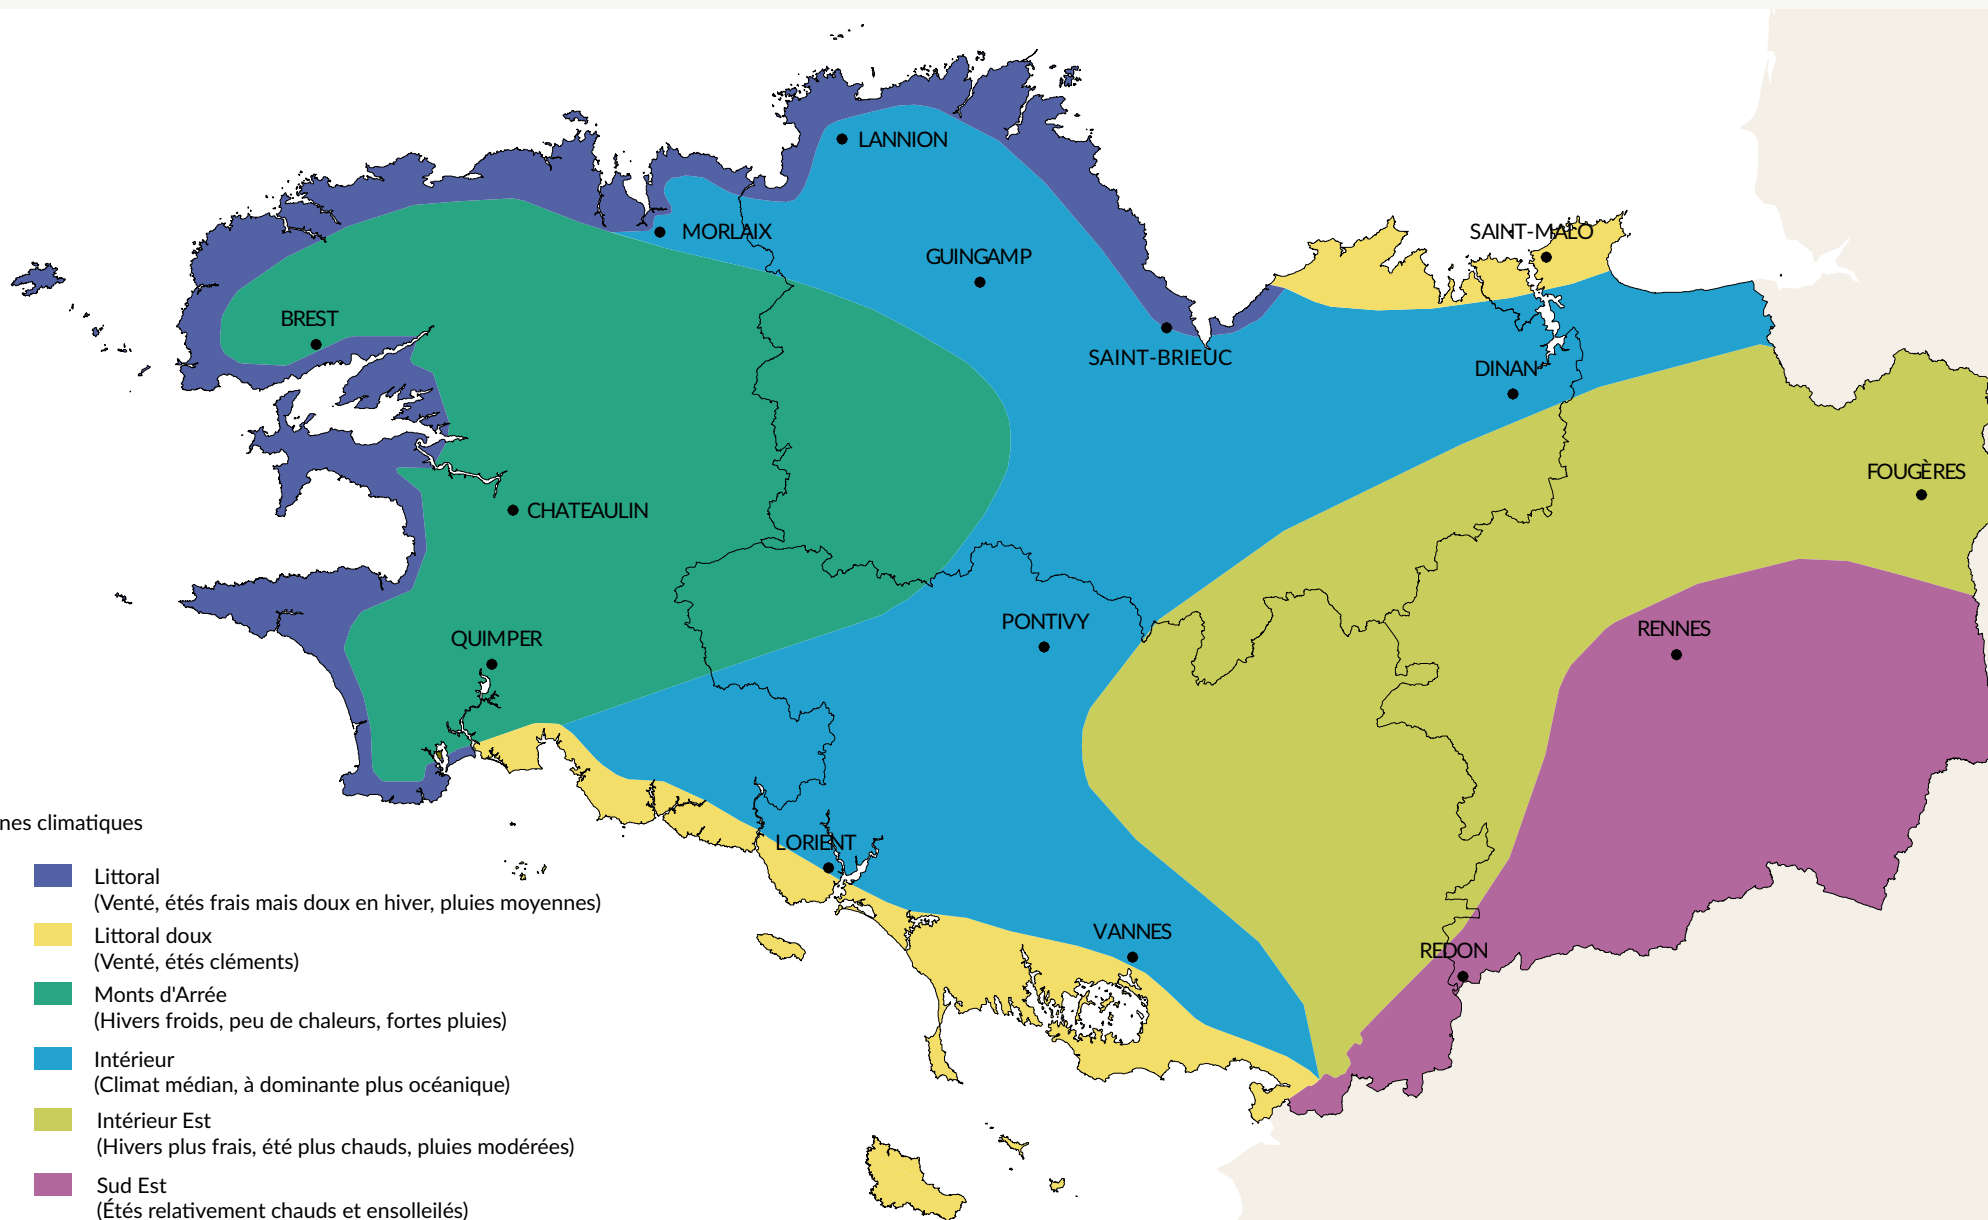 LANNION
SAINT-MALO
MORLAIX
GUINGAMP
BREST
SAINT-BRIEUC
DINAN
FOUGÈRES
CHATEAULIN
PONTIVY
RENNES
QUIMPER
LORIENT
VANNES
REDON
nes climatiques
Littoral
(Venté, étés frais mais doux en hiver, pluies moyennes)
Littoral doux
(Venté, étés cléments)
Monts d'Arrée
(Hivers froids, peu de chaleurs, fortes pluies)
Intérieur
(Climat médian, à dominante plus océanique)
Intérieur Est
(Hivers plus frais, été plus chauds, pluies modérées)
Sud Est
(Étés relativement chauds et ensolleilés)